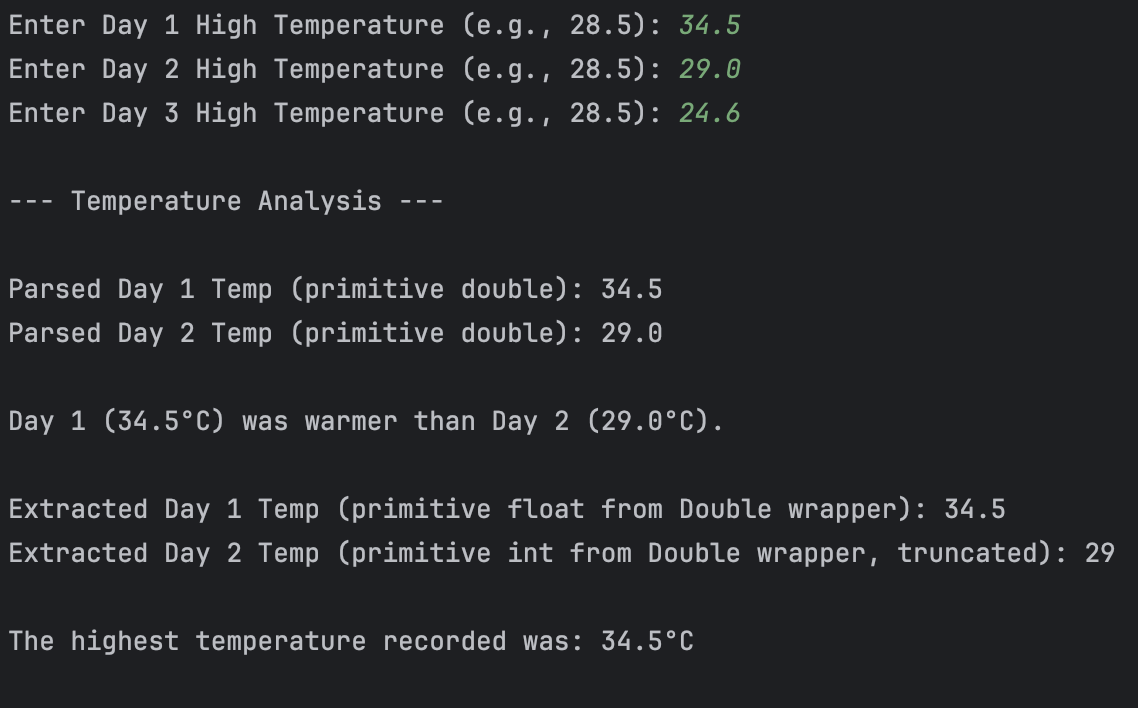 Enter Day 1 High Temperature (e.g., 28.5): 34.5
Enter Day 2 High Temperature (e.g., 28.5): 29.0
Enter Day 3 High Temperature (e.g., 28.5): 24.6
--- Temperature Analysis ---
Parsed Day 1 Temp (primitive double): 34.5
Parsed Day 2 Temp (primitive double): 29.0
Day 1 (34.5°C) was warmer than Day 2 (29.0°C).
Extracted Day 1 Temp (primitive float from Double wrapper): 34.5
Extracted Day 2 Temp (primitive int from Double wrapper, truncated): 29
The highest temperature recorded was: 34.5°C